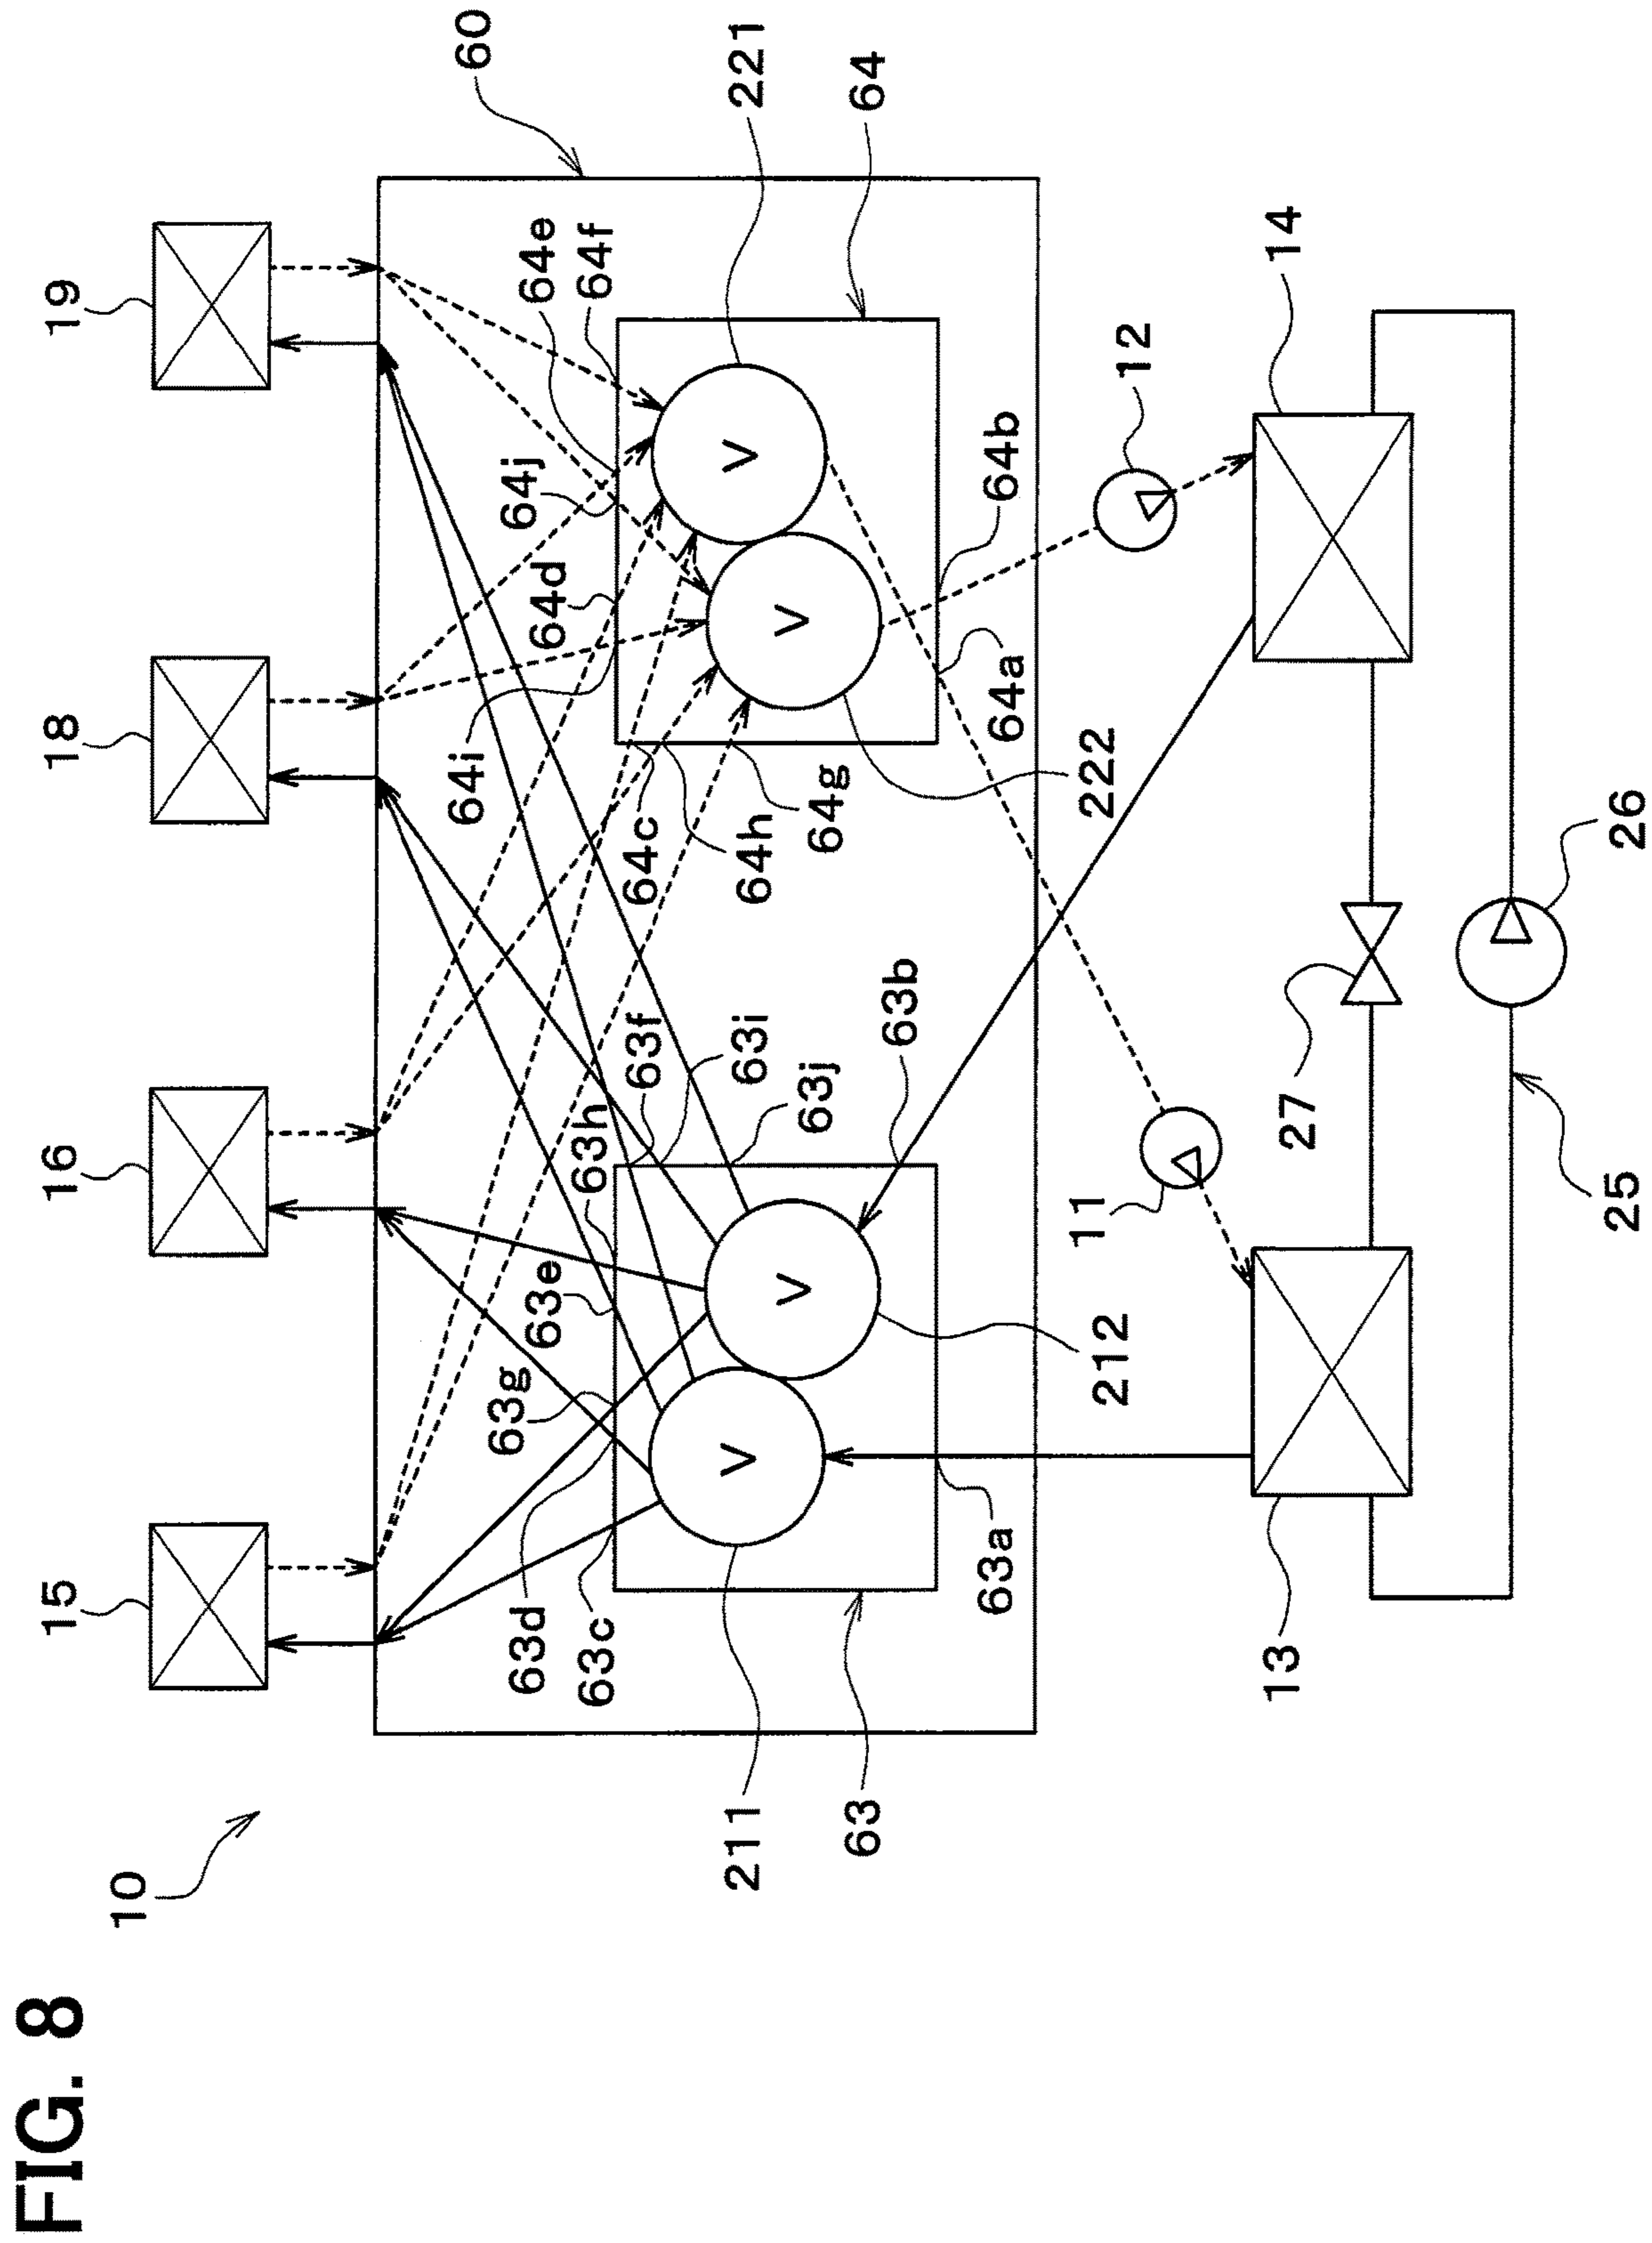 FIG. 8
10
15
16
18
19
60
63d
63c
63g
63e
63h
63f
63i
63j
63b
63a
63
211
212
V
V
64i
64d
64j
64e
64f
64c
64h
64g
64a
64b
64
221
222
V
V
11
12
13
14
27
26
25